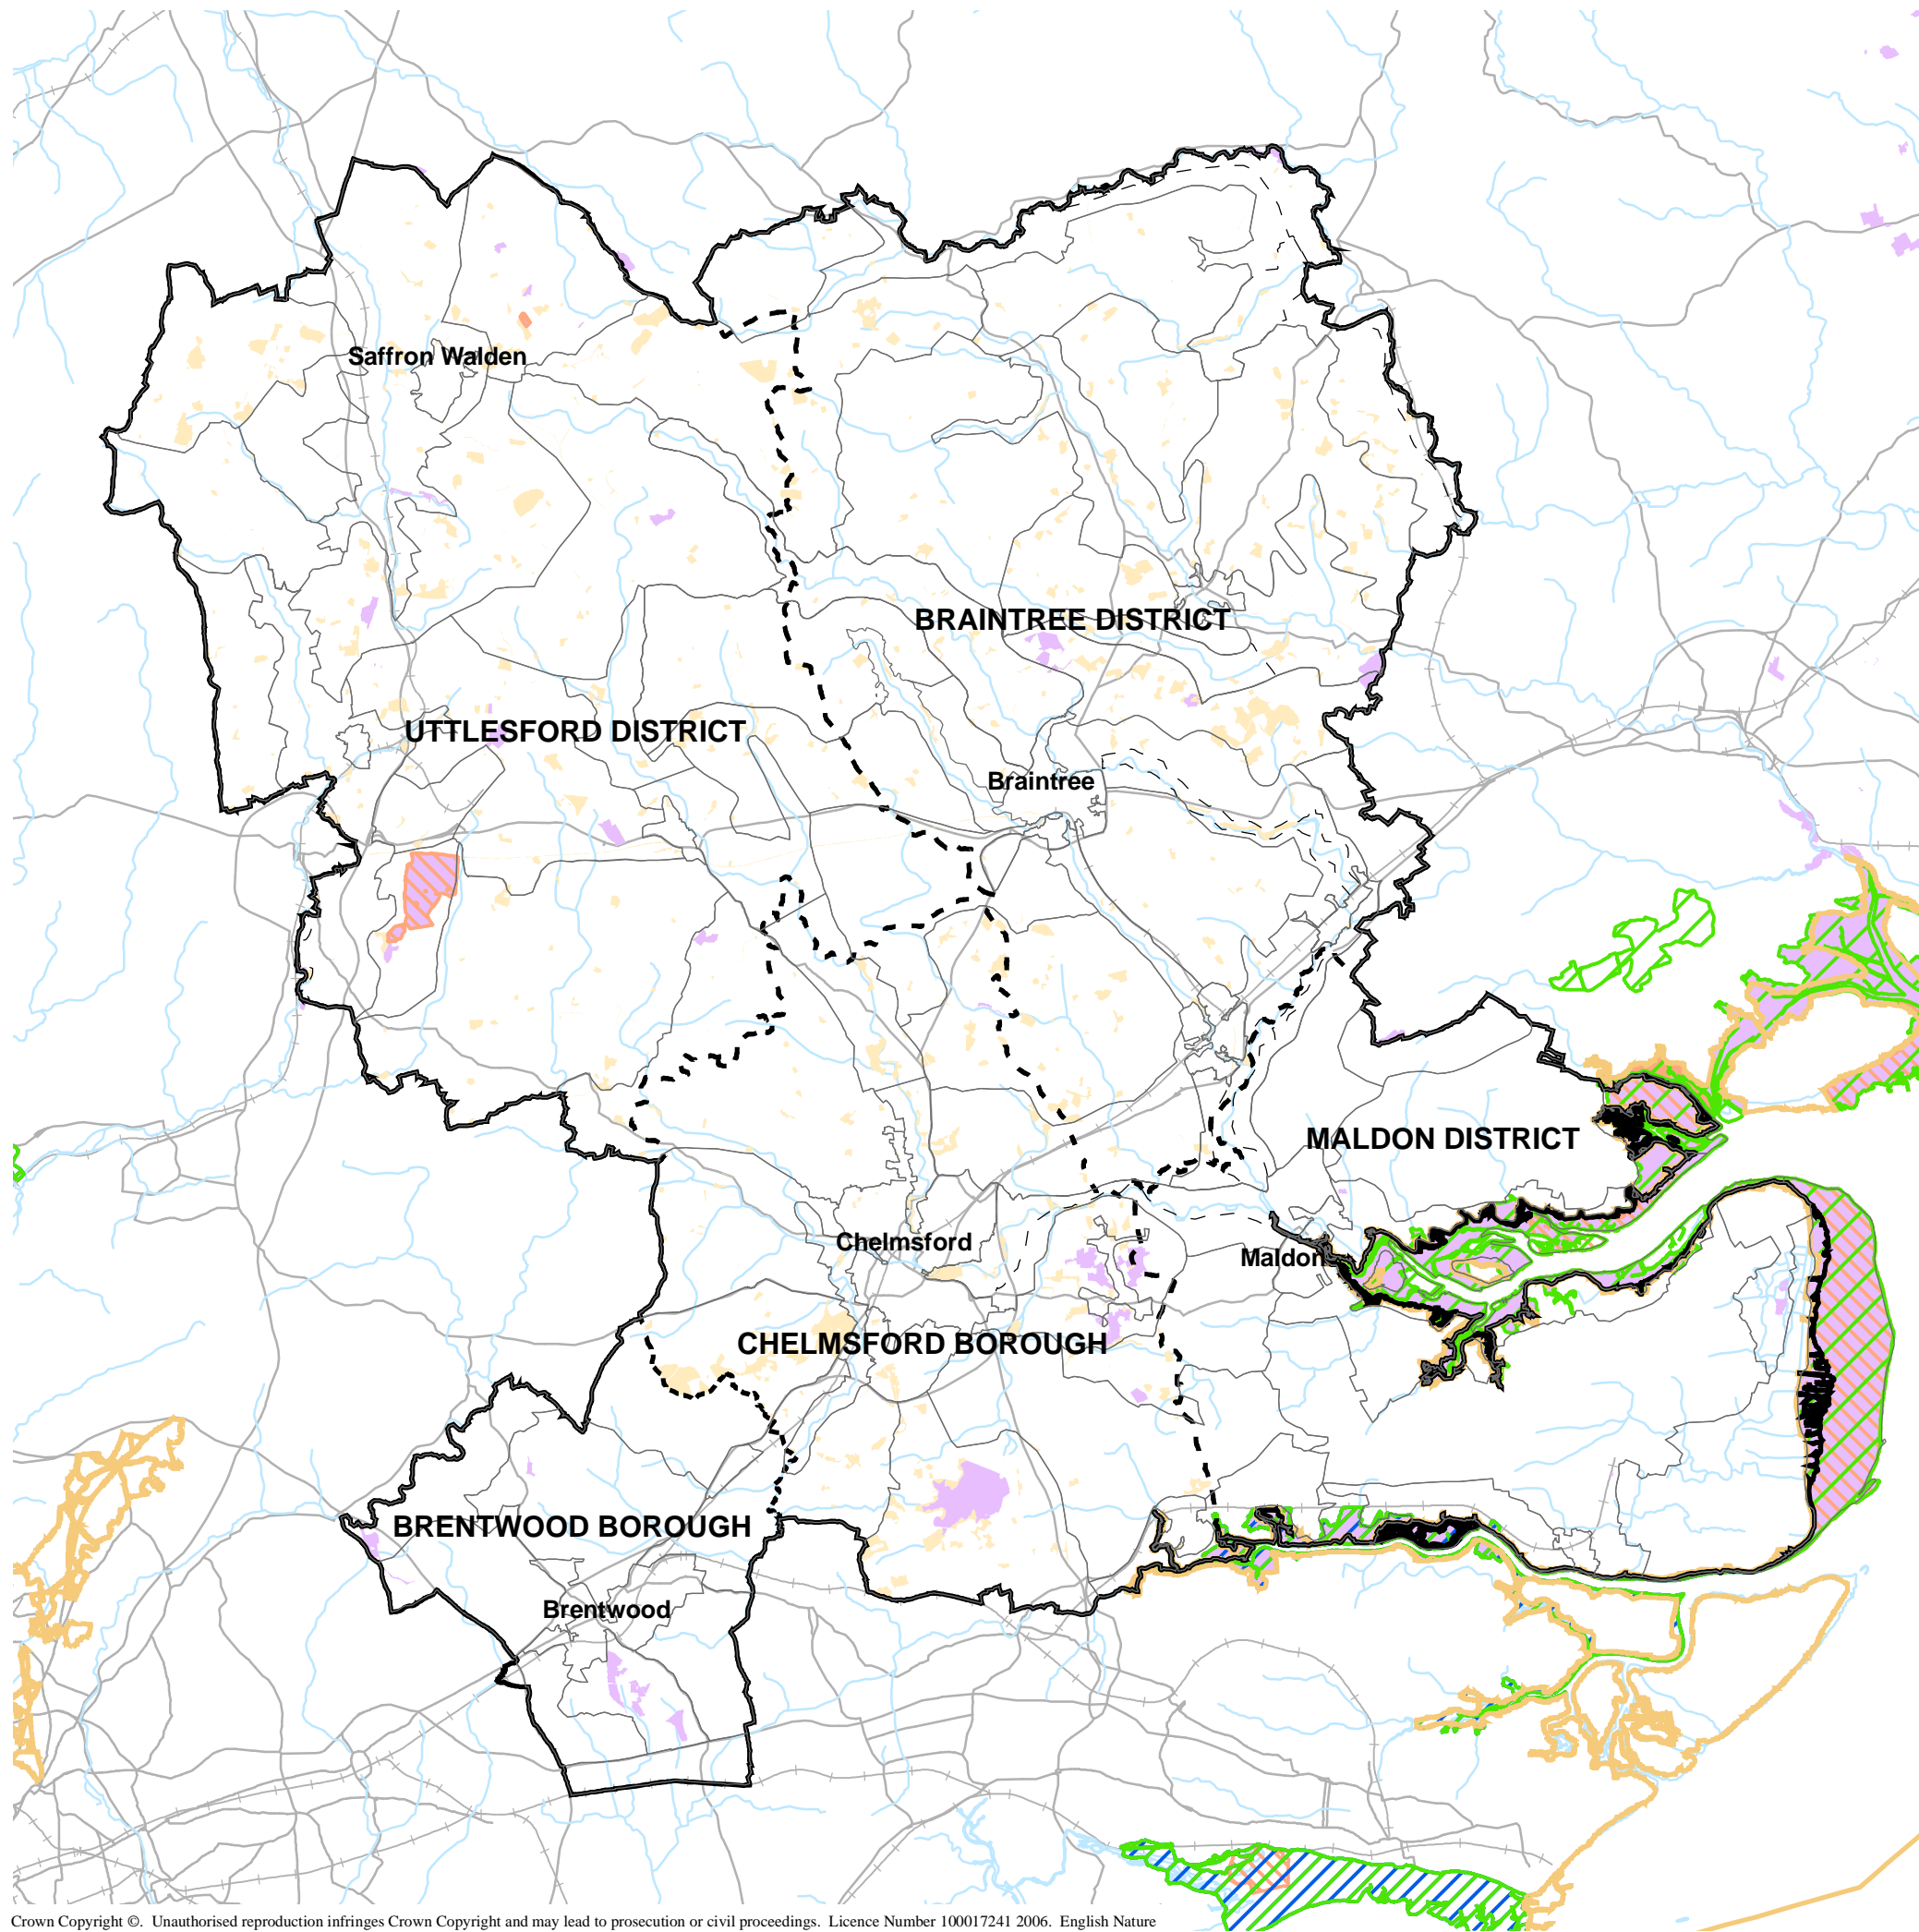 Saffron Walden
BRAINTREE DISTRICT
UTTLESFORD DISTRICT
Braintree
MALDON DISTRICT
Chelmsford
Maldon
CHELMSFORD BOROUGH
BRENTWOOD BOROUGH
Brentwood
Crown Copyright ©. Unauthorised reproduction infringes Crown Copyright and may lead to prosecution or civil proceedings. Licence Number 100017241 2006. English Nature